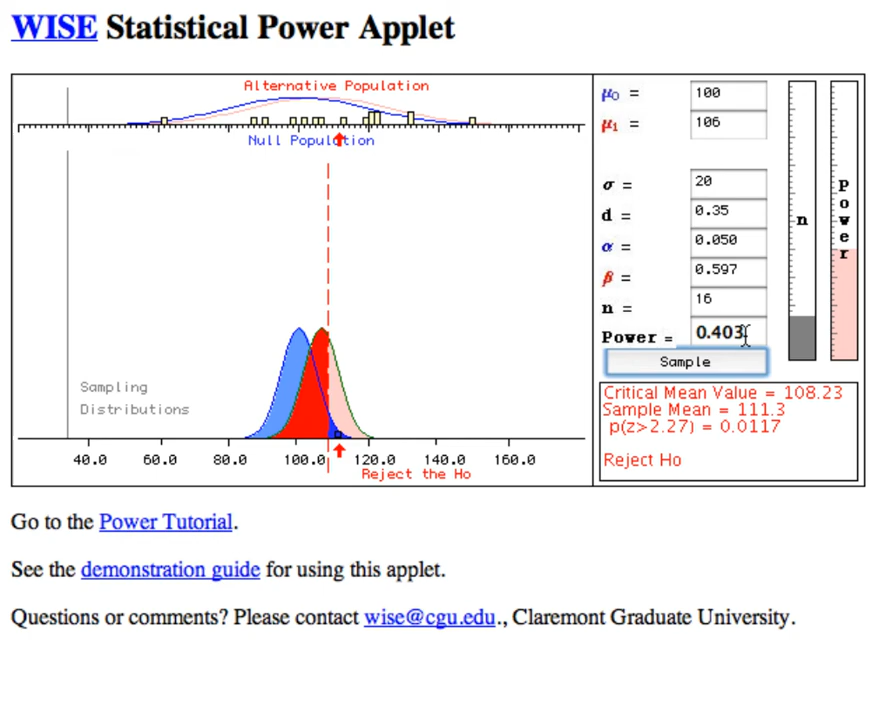 WISE Statistical Power Applet
Alternative Population
Null Population
μ0 = 100
μ1 = 106
σ = 20
d = 0.35
α = 0.050
β = 0.597
n = 16
Power = 0.403
n
Power
Sample
Sampling
Distributions
40.0 60.0 80.0 100.0 120.0 140.0 160.0
Reject the Ho
Critical Mean Value = 108.23
Sample Mean = 111.3
p(z>2.27) = 0.0117
Reject Ho
Go to the Power Tutorial.
See the demonstration guide for using this applet.
Questions or comments? Please contact wise@cgu.edu., Claremont Graduate University.